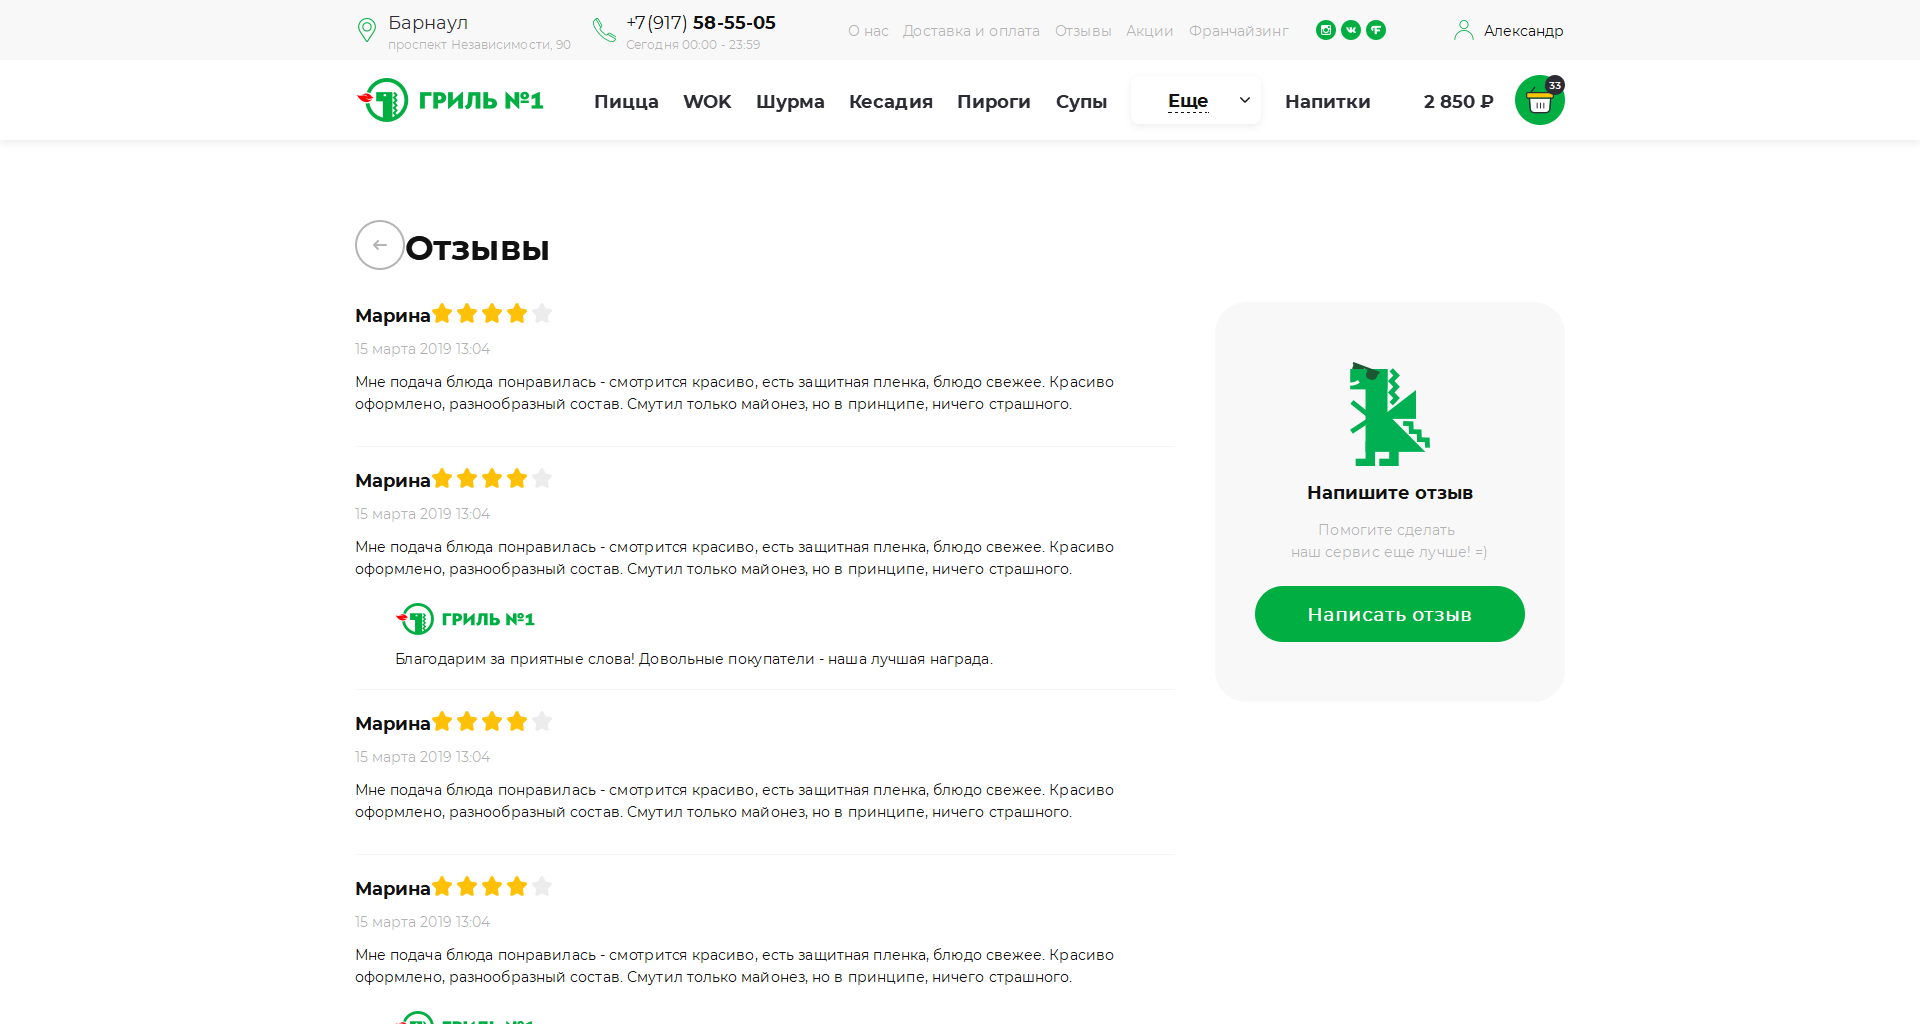 Барнаул
проспект Независимости, 90
+7(917) 58-55-05
Сегодня 00:00 - 23:59
О нас Доставка и оплата Отзывы Акции Франчайзинг
Александр
ГРИЛЬ №1
Пицца WOK Шурма Кесадия Пироги Супы Еще Напитки
2 850 ₽
33
Отзывы
Марина
15 марта 2019 13:04
Мне подача блюда понравилась - смотрится красиво, есть защитная пленка, блюдо свежее. Красиво
оформлено, разнообразный состав. Смутил только майонез, но в принципе, ничего страшного.
Марина
15 марта 2019 13:04
Мне подача блюда понравилась - смотрится красиво, есть защитная пленка, блюдо свежее. Красиво
оформлено, разнообразный состав. Смутил только майонез, но в принципе, ничего страшного.
ГРИЛЬ №1
Благодарим за приятные слова! Довольные покупатели - наша лучшая награда.
Марина
15 марта 2019 13:04
Мне подача блюда понравилась - смотрится красиво, есть защитная пленка, блюдо свежее. Красиво
оформлено, разнообразный состав. Смутил только майонез, но в принципе, ничего страшного.
Марина
15 марта 2019 13:04
Мне подача блюда понравилась - смотрится красиво, есть защитная пленка, блюдо свежее. Красиво
оформлено, разнообразный состав. Смутил только майонез, но в принципе, ничего страшного.
ГРИЛЬ №1
Напишите отзыв
Помогите сделать
наш сервис еще лучше! =)
Написать отзыв